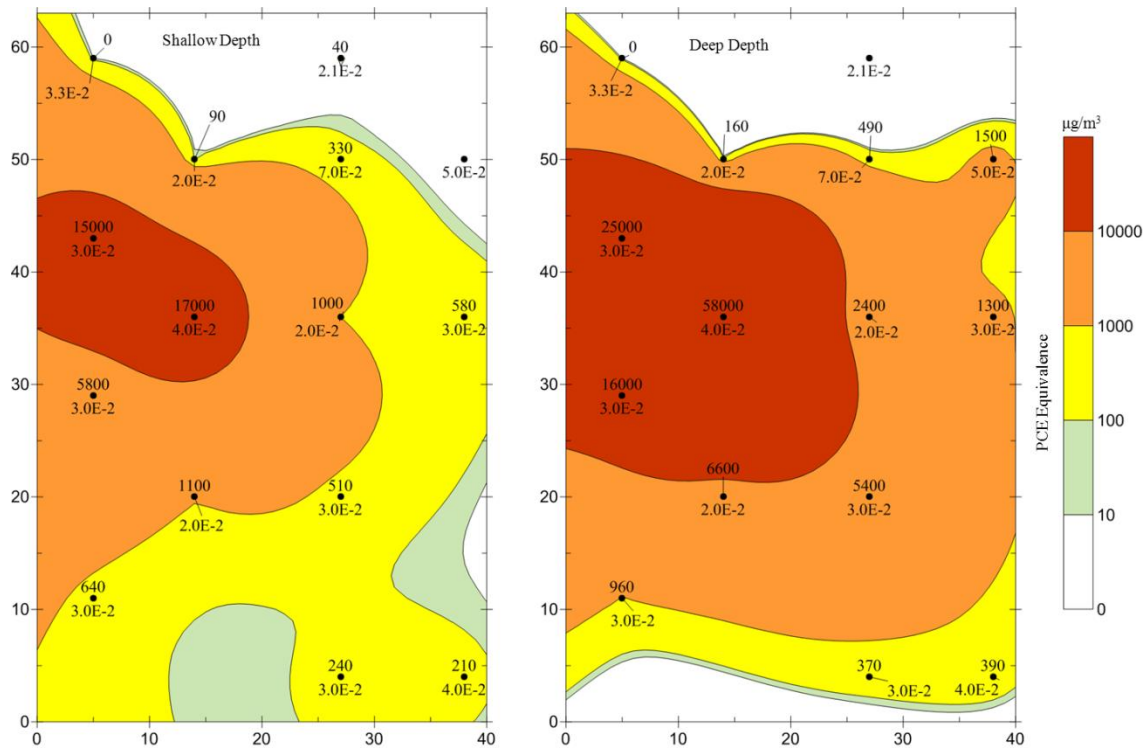 Shallow Depth
60
50
40
30
20
10
0
0
10
20
30
40
0
3.3E-2
40
2.1E-2
90
2.0E-2
330
7.0E-2
5.0E-2
15000
3.0E-2
17000
4.0E-2
1000
2.0E-2
580
3.0E-2
5800
3.0E-2
1100
2.0E-2
510
3.0E-2
640
3.0E-2
240
3.0E-2
210
4.0E-2
Deep Depth
60
50
40
30
20
10
0
0
10
20
30
40
0
3.3E-2
2.1E-2
160
2.0E-2
490
7.0E-2
1500
5.0E-2
25000
3.0E-2
58000
4.0E-2
2400
2.0E-2
1300
3.0E-2
16000
3.0E-2
6600
2.0E-2
5400
3.0E-2
960
3.0E-2
370
3.0E-2
390
4.0E-2
µg/m³
10000
1000
100
10
0
PCE Equivalence